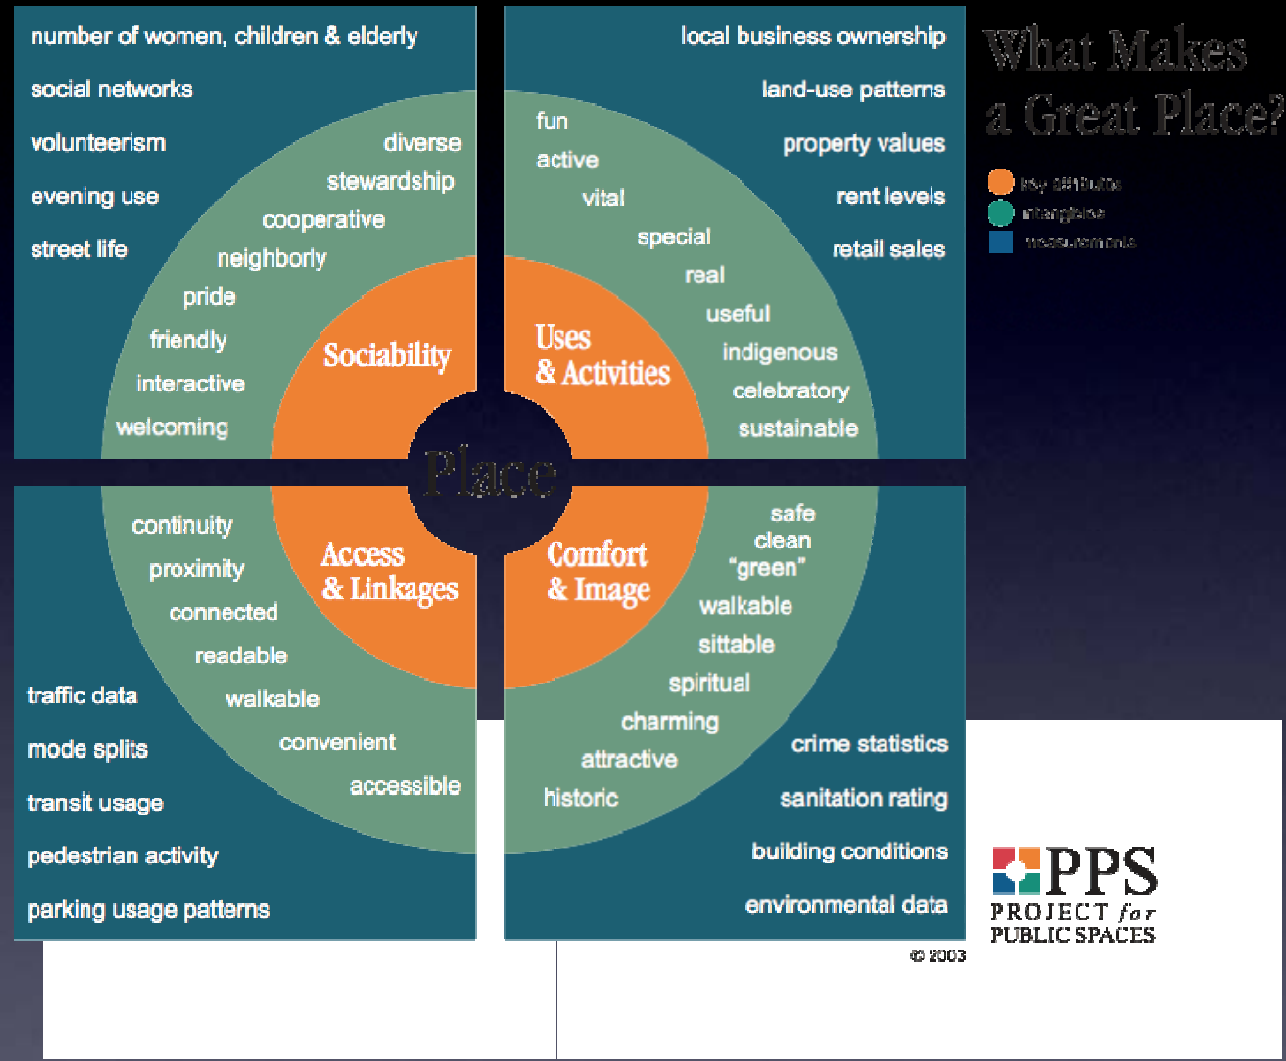 What Makes
a Great Place?
key attributes
intangibles
measurements
number of women, children & elderly
social networks
volunteerism
evening use
street life
diverse
stewardship
cooperative
neighborly
pride
friendly
interactive
welcoming
Sociability
local business ownership
land-use patterns
property values
rent levels
retail sales
fun
active
vital
special
real
useful
indigenous
celebratory
sustainable
Uses
& Activities
Place
Access
& Linkages
continuity
proximity
connected
readable
walkable
convenient
accessible
traffic data
mode splits
transit usage
pedestrian activity
parking usage patterns
Comfort
& Image
safe
clean
“green”
walkable
sittable
spiritual
charming
attractive
historic
crime statistics
sanitation rating
building conditions
environmental data
© 2003
PPS
PROJECT for
PUBLIC SPACES